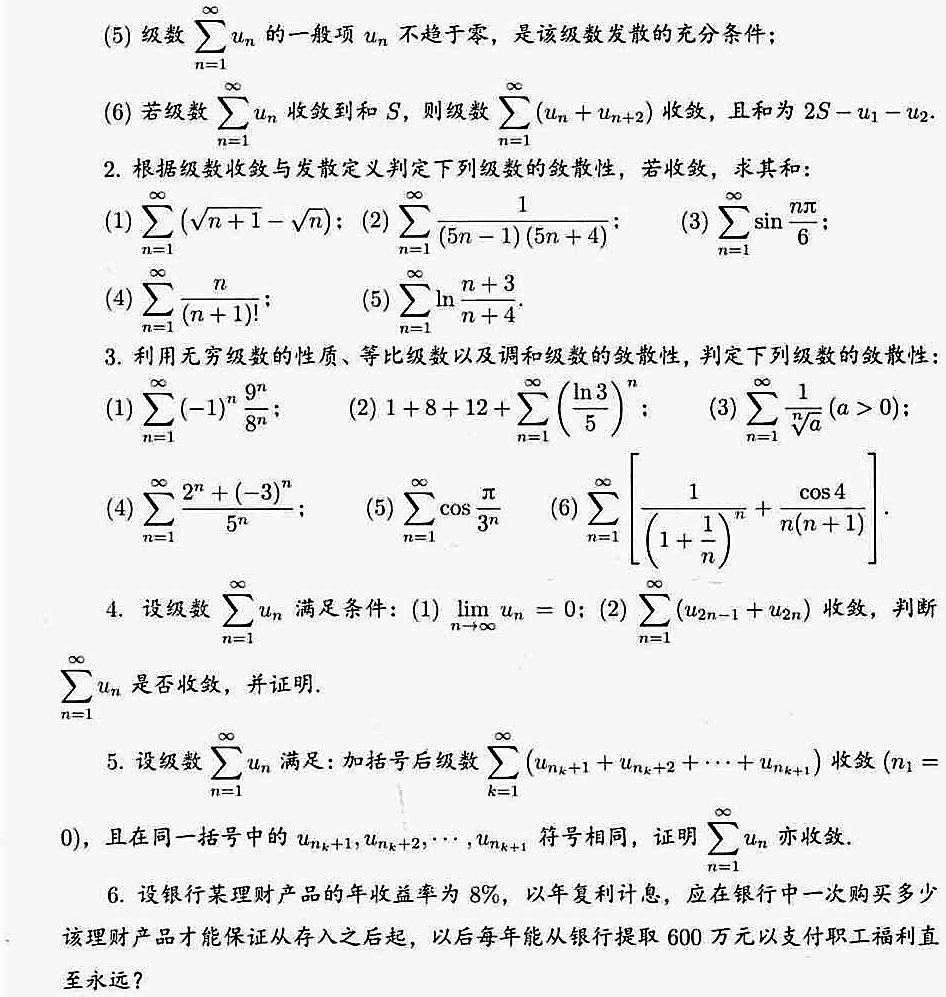 (5) 级数 $\sum_{n=1}^{\infty} u_n$ 的一般项 $u_n$ 不趋于零，是该级数发散的充分条件；
(6) 若级数 $\sum_{n=1}^{\infty} u_n$ 收敛到和 $S$，则级数 $\sum_{n=1}^{\infty} (u_n + u_{n+2})$ 收敛，且和为 $2S - u_1 - u_2$.
2. 根据级数收敛与发散定义判定下列级数的敛散性，若收敛，求其和：
(1) $\sum_{n=1}^{\infty} (\sqrt{n+1} - \sqrt{n})$; (2) $\sum_{n=1}^{\infty} \frac{1}{(5n-1)(5n+4)}$; (3) $\sum_{n=1}^{\infty} \sin \frac{n\pi}{6}$;
(4) $\sum_{n=1}^{\infty} \frac{n}{(n+1)!}$; (5) $\sum_{n=1}^{\infty} \ln \frac{n+3}{n+4}$.
3. 利用无穷级数的性质、等比级数以及调和级数的敛散性，判定下列级数的敛散性：
(1) $\sum_{n=1}^{\infty} (-1)^n \frac{9^n}{8^n}$; (2) $1 + 8 + 12 + \sum_{n=1}^{\infty} \left(\frac{\ln 3}{5}\right)^n$; (3) $\sum_{n=1}^{\infty} \frac{1}{\sqrt[n]{a}} (a > 0)$;
(4) $\sum_{n=1}^{\infty} \frac{2^n + (-3)^n}{5^n}$; (5) $\sum_{n=1}^{\infty} \cos \frac{\pi}{3^n}$ (6) $\sum_{n=1}^{\infty} \left[\frac{1}{\left(1 + \frac{1}{n}\right)^n} + \frac{\cos 4}{n(n+1)}\right]$.
4. 设级数 $\sum_{n=1}^{\infty} u_n$ 满足条件：(1) $\lim_{n \to \infty} u_n = 0$; (2) $\sum_{n=1}^{\infty} (u_{2n-1} + u_{2n})$ 收敛，判断
$\sum_{n=1}^{\infty} u_n$ 是否收敛，并证明.
5. 设级数 $\sum_{n=1}^{\infty} u_n$ 满足：加括号后级数 $\sum_{k=1}^{\infty} (u_{n_k+1} + u_{n_k+2} + \cdots + u_{n_{k+1}})$ 收敛 ($n_1 =$
$0$)，且在同一括号中的 $u_{n_k+1}, u_{n_k+2}, \cdots, u_{n_{k+1}}$ 符号相同，证明 $\sum_{n=1}^{\infty} u_n$ 亦收敛.
6. 设银行某理财产品的年收益率为 8%，以年复利计息，应在银行中一次购买多少
该理财产品才能保证从存入之后起，以后每年能从银行提取 600 万元以支付职工福利直
至永远？